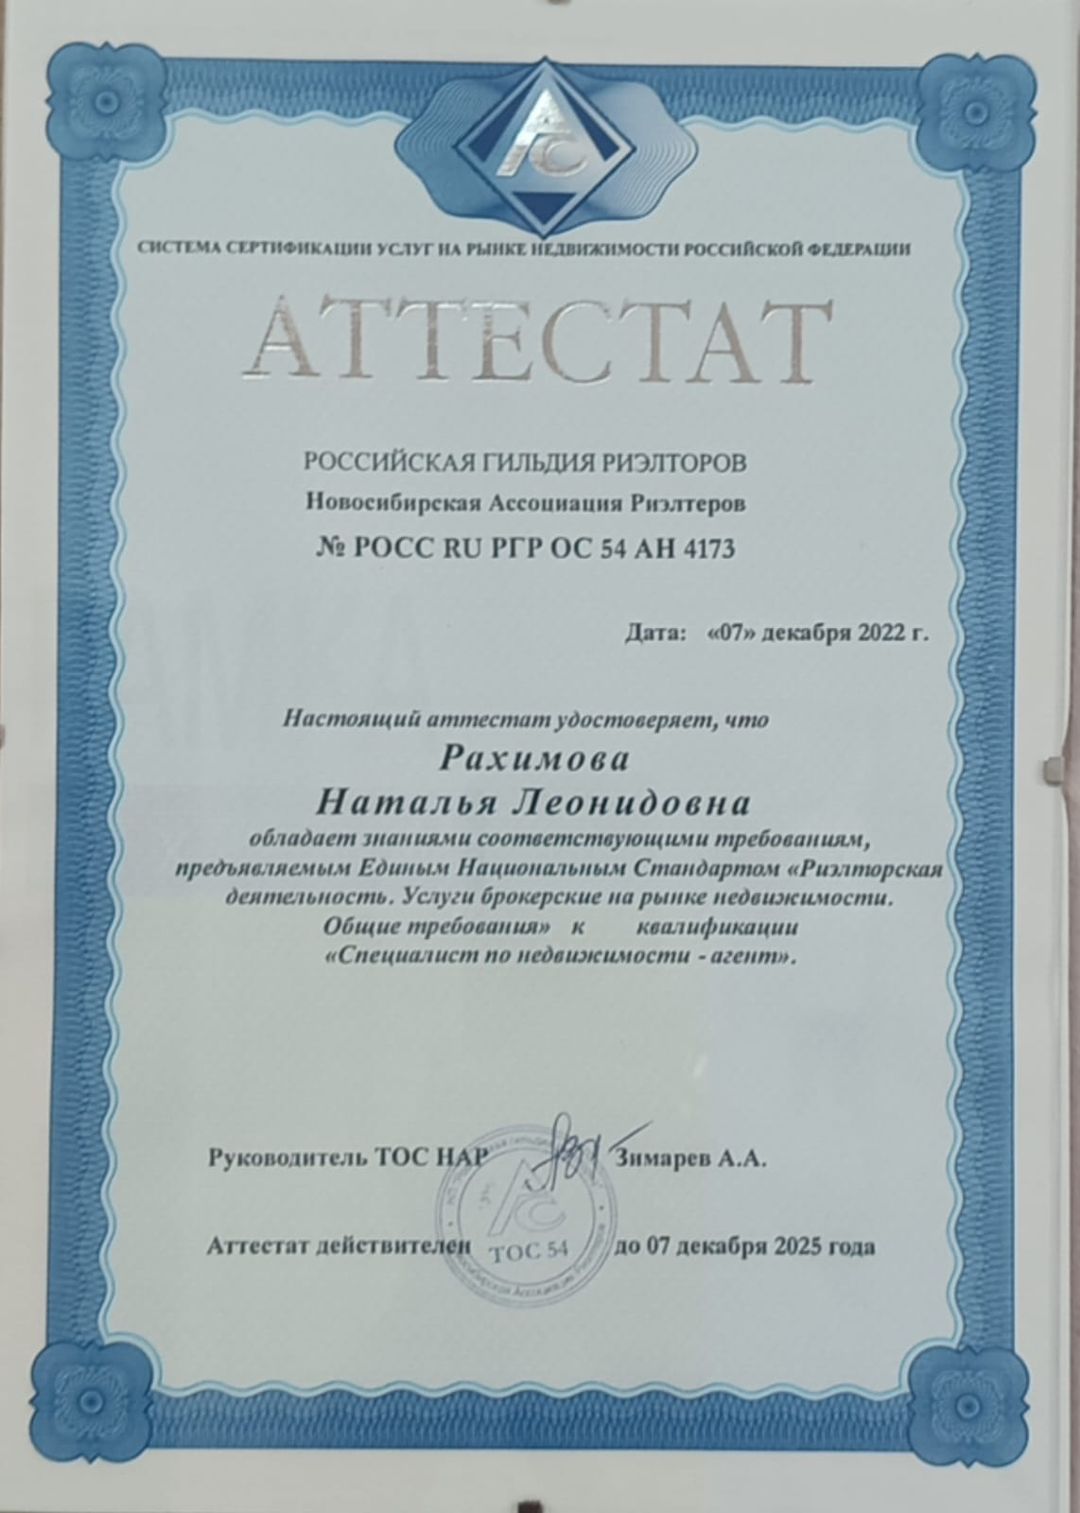 АС
СИСТЕМА СЕРТИФИКАЦИИ УСЛУГ НА РЫНКЕ НЕДВИЖИМОСТИ РОССИЙСКОЙ ФЕДЕРАЦИИ
АТТЕСТАТ
РОССИЙСКАЯ ГИЛЬДИЯ РИЭЛТОРОВ
Новосибирская Ассоциация Риэлтеров
№ РОСС RU РГР ОС 54 АН 4173
Дата: «07» декабря 2022 г.
Настоящий аттестат удостоверяет, что
Рахимова
Наталья Леонидовна
обладает знаниями соответствующими требованиям,
предъявляемым Единым Национальным Стандартом «Риэлторская
деятельность. Услуги брокерские на рынке недвижимости.
Общие требования» к квалификации
«Специалист по недвижимости - агент».
Руководитель ТОС НАР Зимарев А.А.
Аттестат действителен до 07 декабря 2025 года
ТОС 54